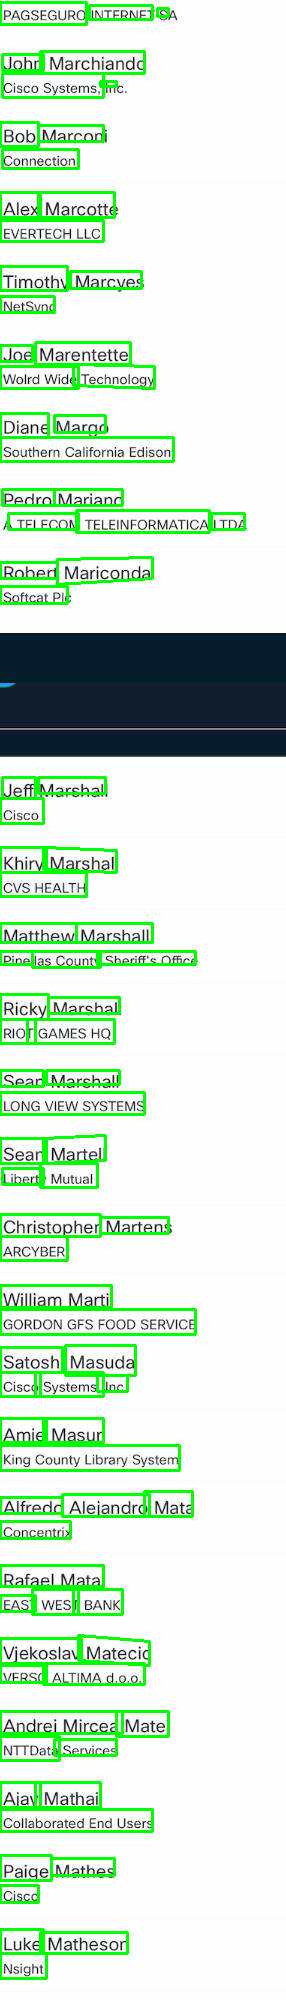 PAGSEGURO INTERNET SA
John Marchiando
Cisco Systems, Inc.
Bob Marconi
Connection
Alex Marcotte
EVERTECH LLC
Timothy Marcyes
NetSync
Joe Marentette
Wolrd Wide Technology
Diane Margo
Southern California Edison
Pedro Mariano
A TELECOM TELEINFORMATICA LTDA
Robert Mariconda
Softcat Plc
Jeff Marshall
Cisco
Khiry Marshal
CVS HEALTH
Matthew Marshall
Pinellas County Sheriff's Office
Ricky Marshal
RIOT GAMES HQ
Sean Marshall
LONG VIEW SYSTEMS
Sean Martel
Liberty Mutual
Christopher Martens
ARCYBER
William Marti
GORDON GFS FOOD SERVICE
Satosh Masuda
Cisco Systems, Inc.
Amie Masur
King County Library System
Alfredo Alejandro Mata
Concentrix
Rafael Mata
EAST WEST BANK
Vjekoslav Matecic
VERSO ALTIMA d.o.o.
Andrei Mircea Mate
NTTData Services
Ajay Mathai
Collaborated End Users
Paige Mathes
Cisco
Luke Matheson
Nsight